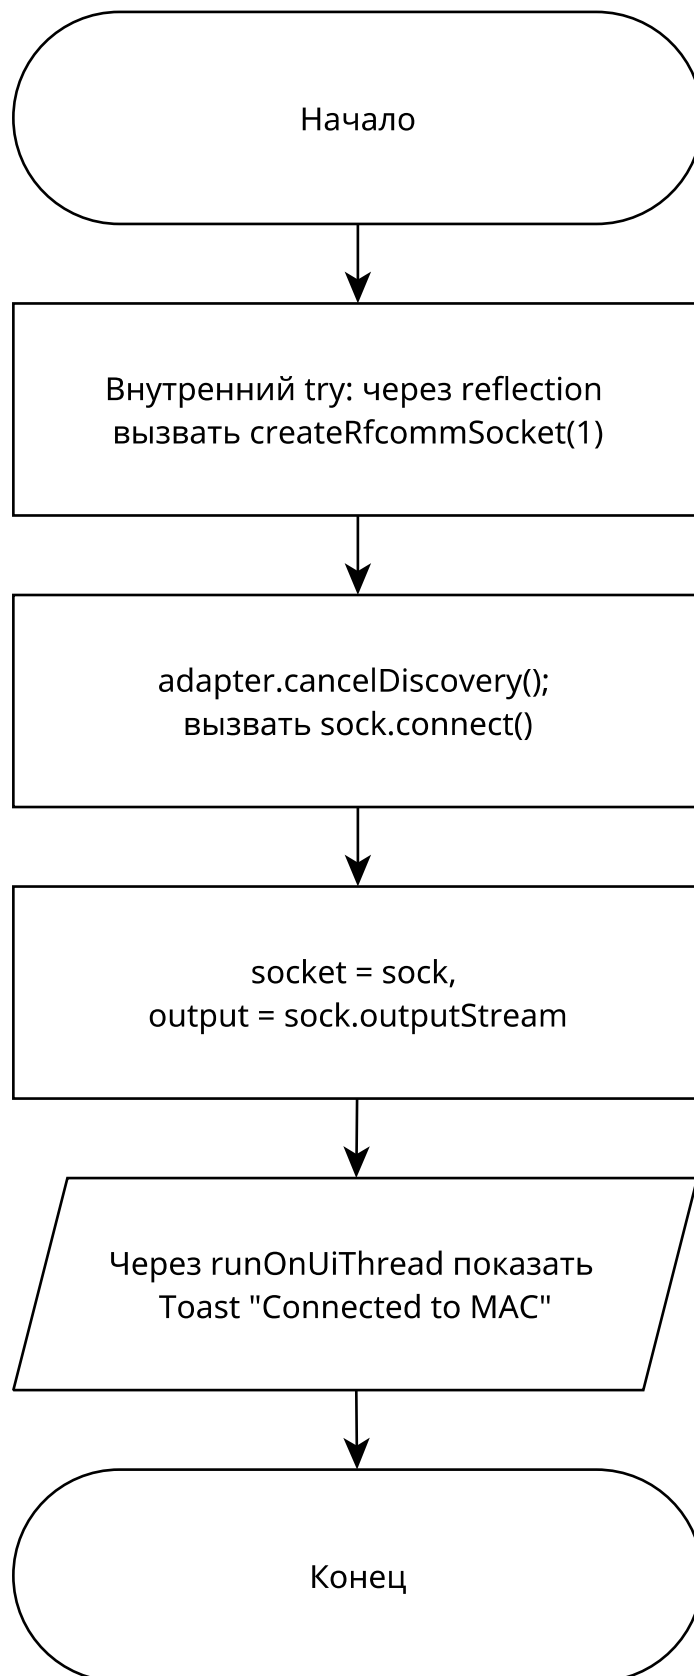 Начало
Внутренний try: через reflection
вызвать createRfcommSocket(1)
adapter.cancelDiscovery();
вызвать sock.connect()
socket = sock,
output = sock.outputStream
Через runOnUiThread показать
Toast "Connected to MAC"
Конец